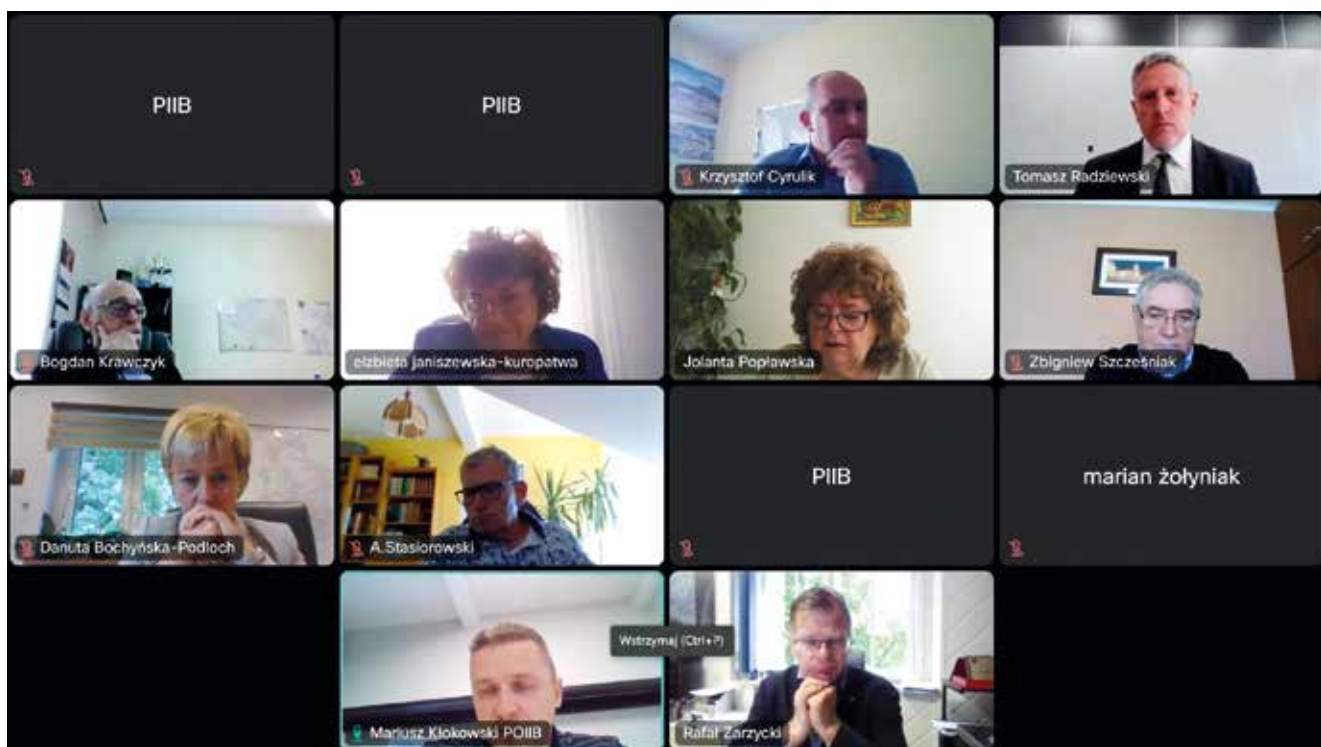 PIIB
PIIB
Krzysztof Cyrulik
Tomasz Radziewski
Bogdan Krawczyk
elżbieta janiszewska-kuropatwa
Jolanta Popławska
Zbigniew Szcześniak
Danuta Bochyńska-Podloch
A.Stasiorowski
PIIB
marian żołyniak
Wstrzymaj (Ctrl+P)
Mariusz Klokowski POIIB
Rafał Zarzycki